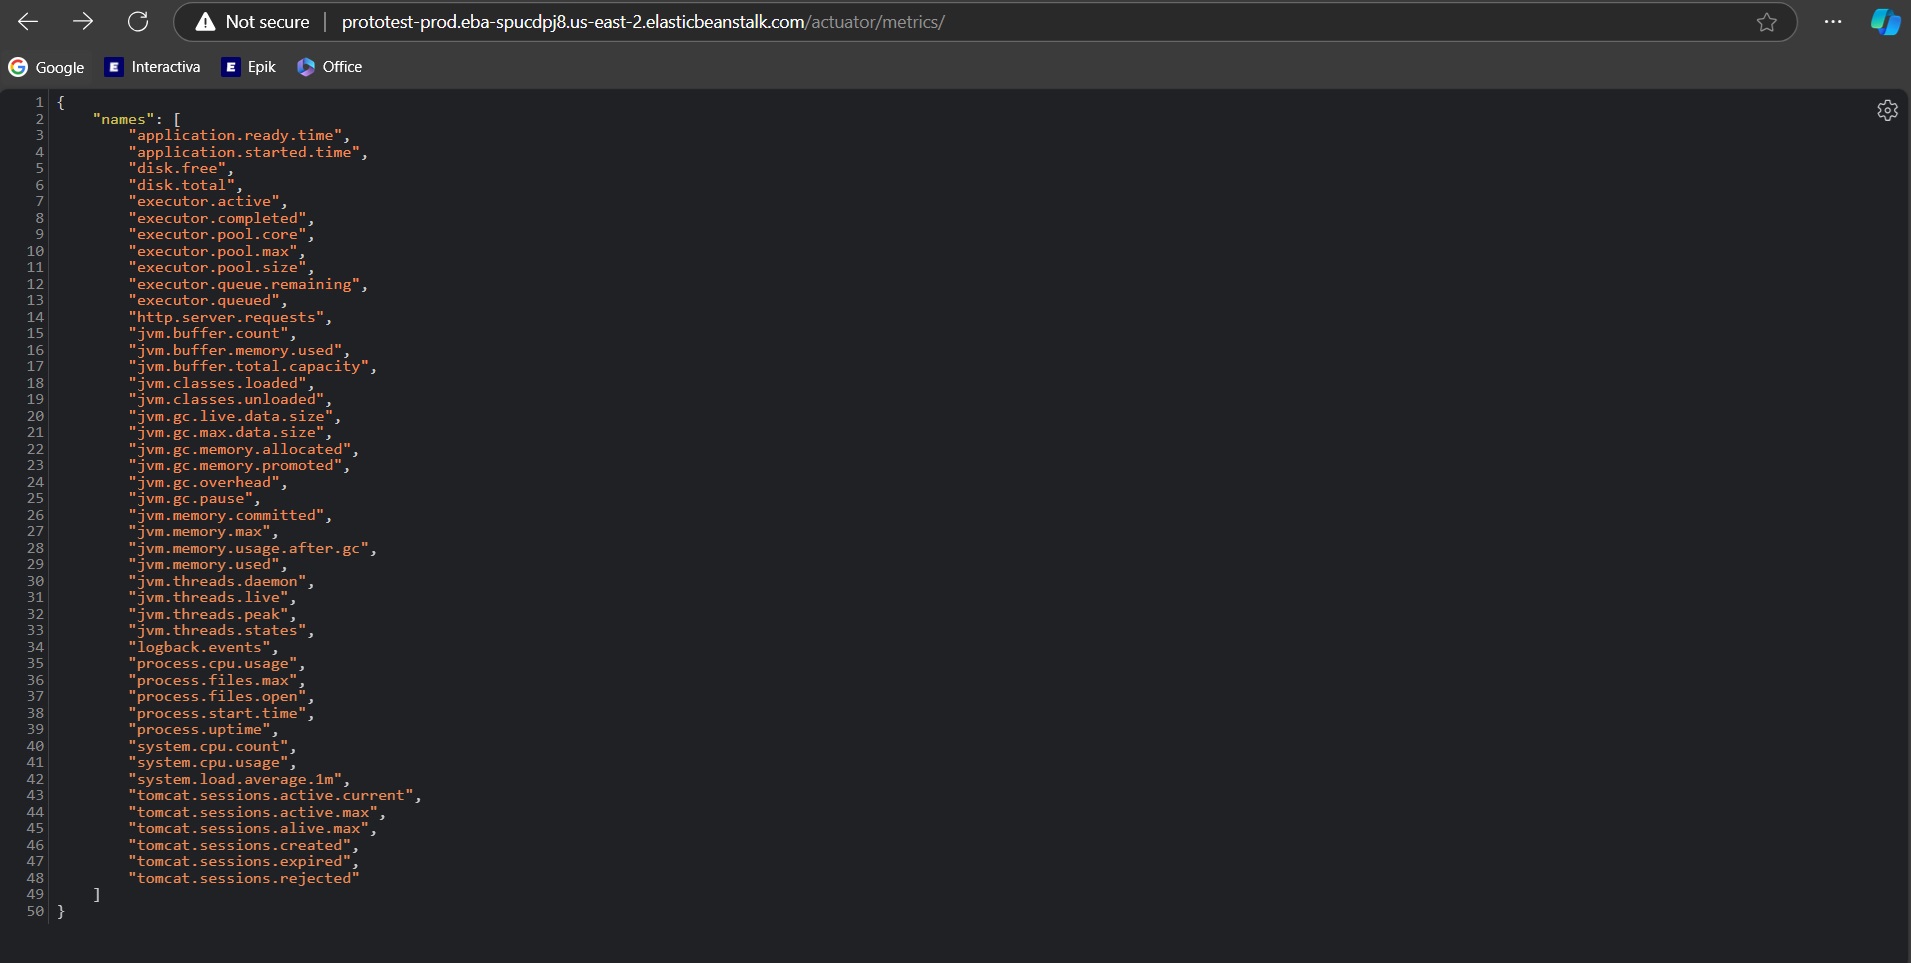 Not secure prototest-prod.eba-spucdpj8.us-east-2.elasticbeanstalk.com/actuator/metrics/
Google Interactiva Epik Office
1 {
2 "names": [
3 "application.ready.time",
4 "application.started.time",
5 "disk.free",
6 "disk.total",
7 "executor.active",
8 "executor.completed",
9 "executor.pool.core",
10 "executor.pool.max",
11 "executor.pool.size",
12 "executor.queue.remaining",
13 "executor.queued",
14 "http.server.requests",
15 "jvm.buffer.count",
16 "jvm.buffer.memory.used",
17 "jvm.buffer.total.capacity",
18 "jvm.classes.loaded",
19 "jvm.classes.unloaded",
20 "jvm.gc.live.data.size",
21 "jvm.gc.max.data.size",
22 "jvm.gc.memory.allocated",
23 "jvm.gc.memory.promoted",
24 "jvm.gc.overhead",
25 "jvm.gc.pause",
26 "jvm.memory.committed",
27 "jvm.memory.max",
28 "jvm.memory.usage.after.gc",
29 "jvm.memory.used",
30 "jvm.threads.daemon",
31 "jvm.threads.live",
32 "jvm.threads.peak",
33 "jvm.threads.states",
34 "logback.events",
35 "process.cpu.usage",
36 "process.files.max",
37 "process.files.open",
38 "process.start.time",
39 "process.uptime",
40 "system.cpu.count",
41 "system.cpu.usage",
42 "system.load.average.1m",
43 "tomcat.sessions.active.current",
44 "tomcat.sessions.active.max",
45 "tomcat.sessions.alive.max",
46 "tomcat.sessions.created",
47 "tomcat.sessions.expired",
48 "tomcat.sessions.rejected"
49 ]
50 }